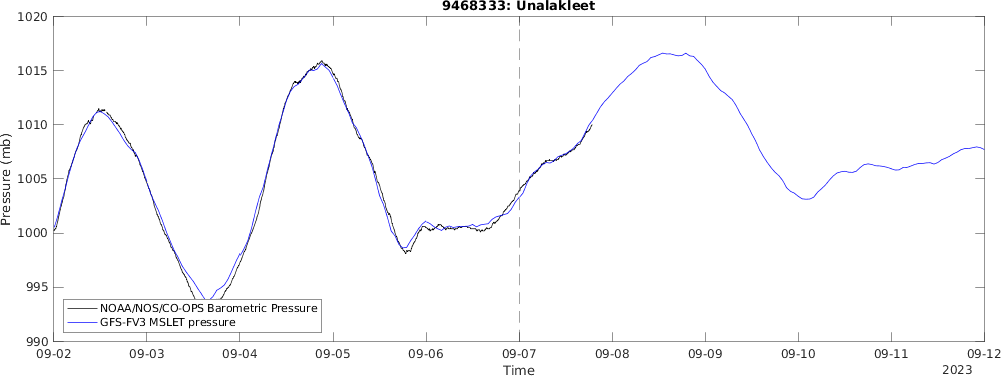 9468333: Unalakleet
1020
1015
1010
1005
1000
995
990
Pressure (mb)
NOAA/NOS/CO-OPS Barometric Pressure
GFS-FV3 MSLET pressure
09-02 09-03 09-04 09-05 09-06 09-07 09-08 09-09 09-10 09-11 09-12
Time
2023